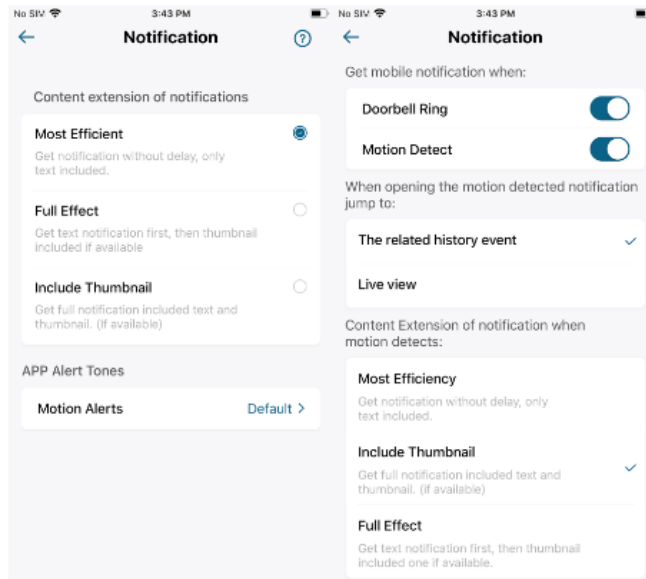 No SIM 3:43 PM
Notification
Content extension of notifications
Most Efficient
Get notification without delay, only
text included.
Full Effect
Get text notification first, then thumbnail
included if available
Include Thumbnail
Get full notification included text and
thumbnail. (If available)
APP Alert Tones
Motion Alerts Default >
No SIM 3:43 PM
Notification
Get mobile notification when:
Doorbell Ring
Motion Detect
When opening the motion detected notification
jump to:
The related history event
Live view
Content Extension of notification when
motion detects:
Most Efficiency
Get notification without delay, only
text included.
Include Thumbnail
Get full notification included text and
thumbnail. (if available)
Full Effect
Get text notification first, then thumbnail
included one if available.